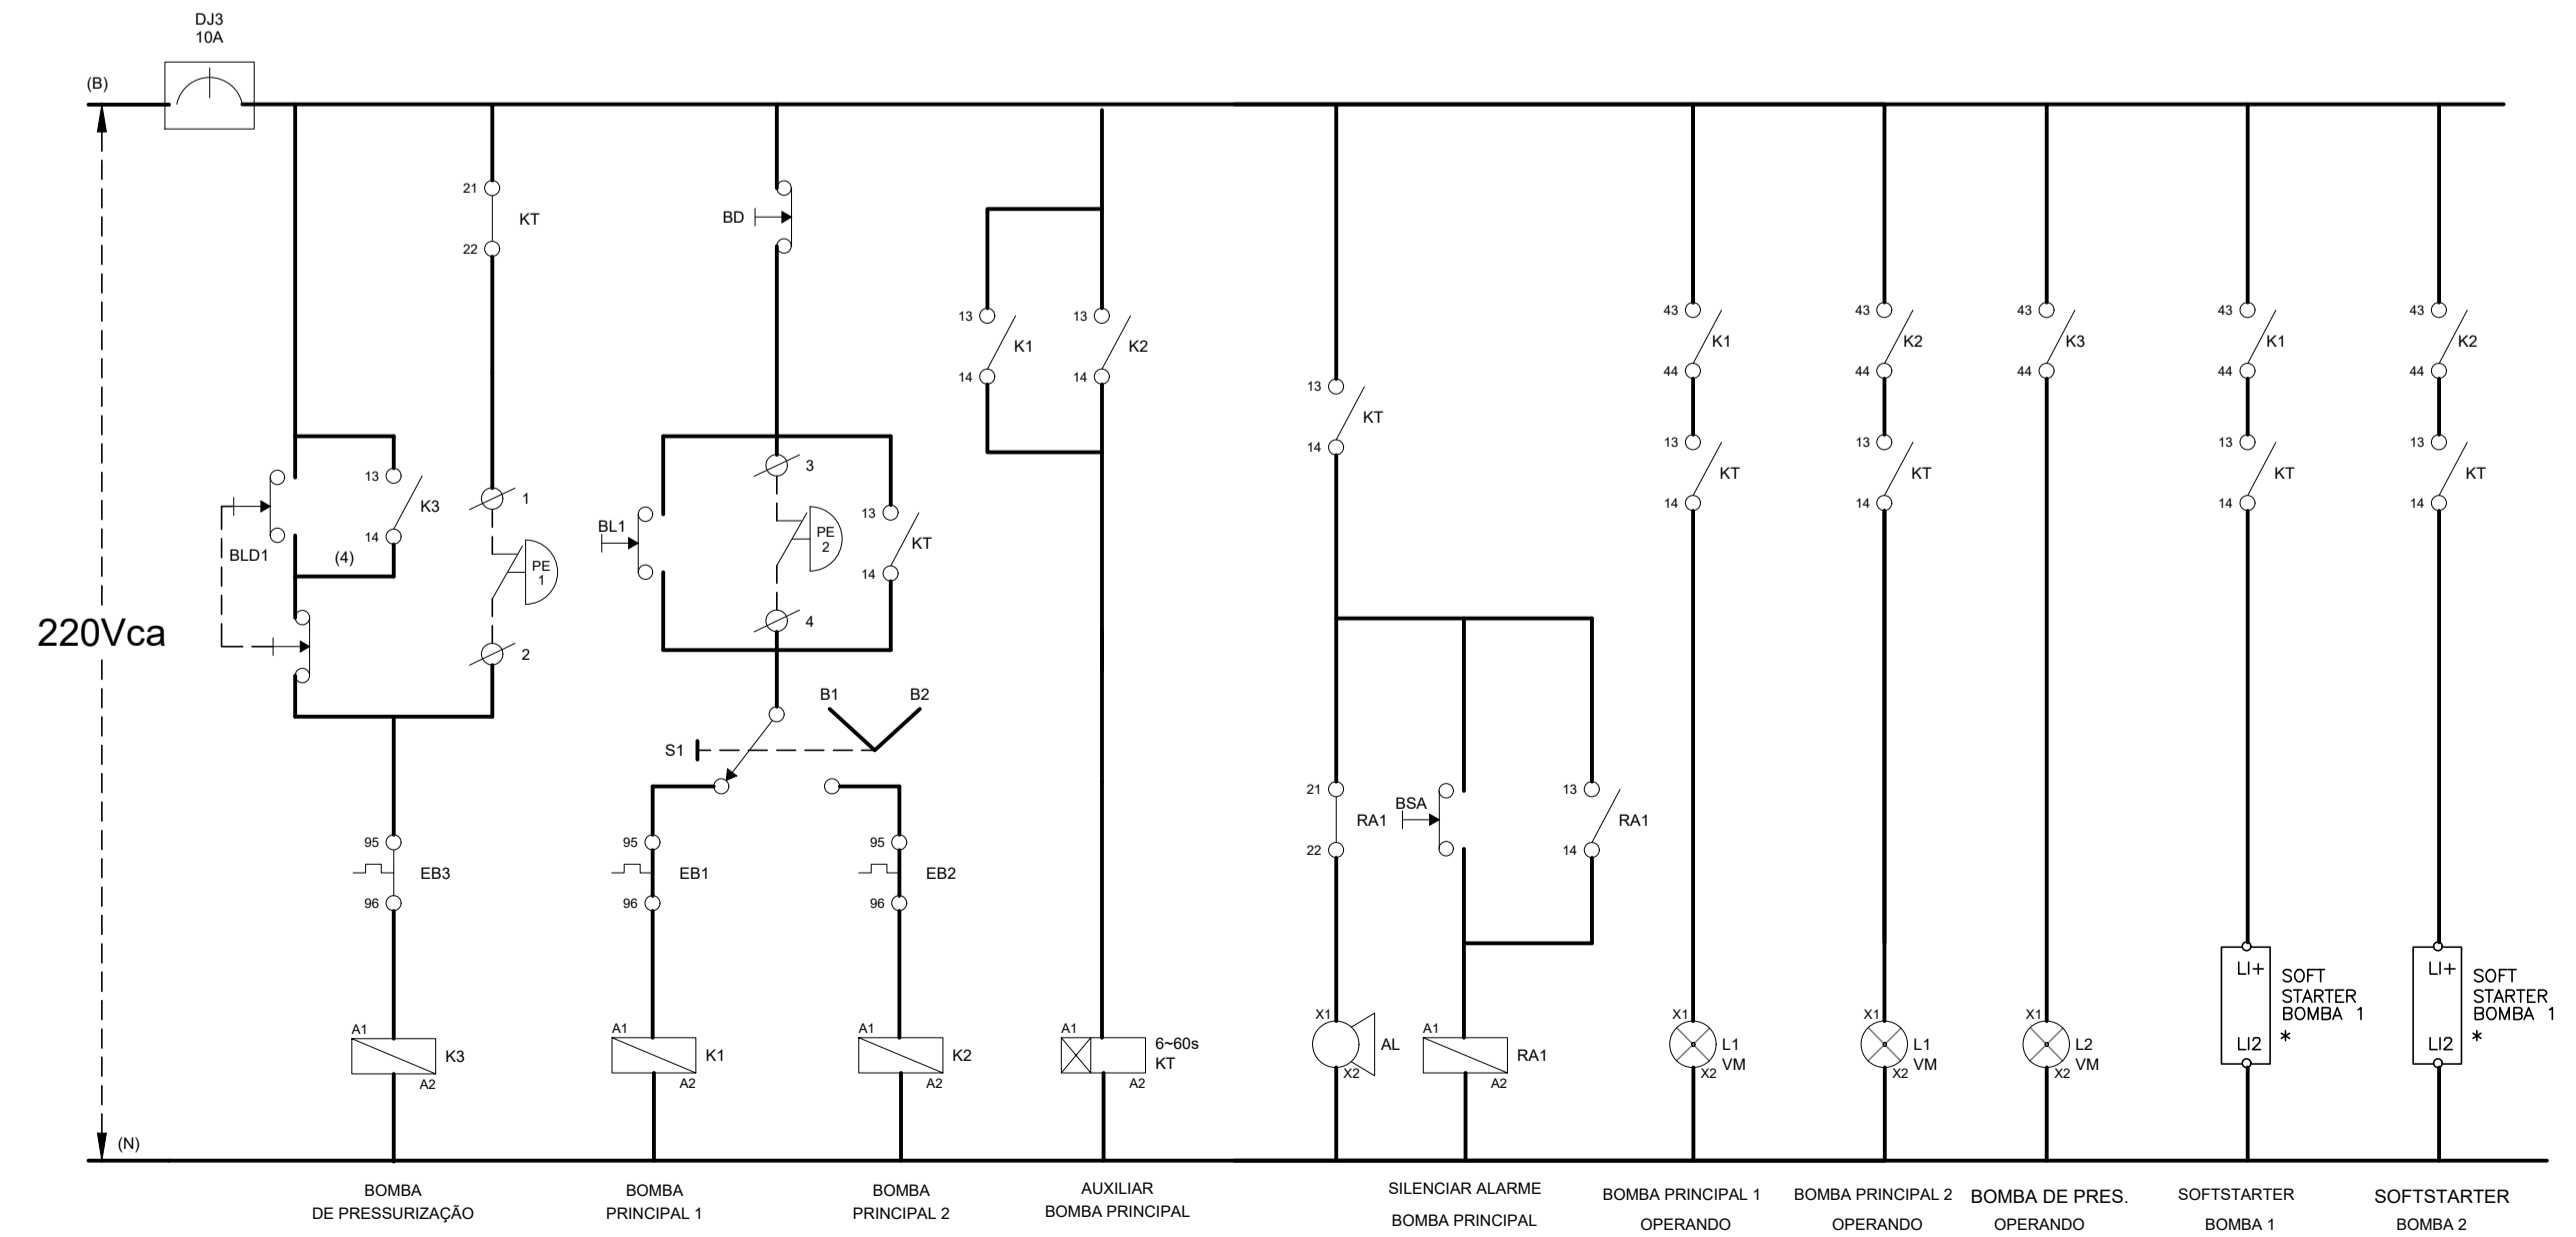 DJ3
10A
(B)
220Vca
(N)
BLD1
13
14
K3
(4)
21
22
KT
1
PE
1
2
95
96
EB3
A1
A2
K3
BD
BL1
3
PE
2
4
13
14
KT
S1
B1
B2
95
96
EB1
A1
A2
K1
95
96
EB2
A1
A2
K2
13
14
K1
13
14
K2
A1
A2
6~60s
KT
13
14
KT
21
22
RA1
BSA
13
14
RA1
X1
X2
AL
A1
A2
RA1
43
44
K1
13
14
KT
X1
X2
L1
VM
43
44
K2
13
14
KT
X1
X2
L1
VM
43
44
K3
X1
X2
L2
VM
43
44
K1
13
14
KT
LI+
LI2
SOFT
STARTER
BOMBA 1
*
43
44
K2
13
14
KT
LI+
LI2
SOFT
STARTER
BOMBA 1
*
BOMBA
DE PRESSURIZAÇÃO
BOMBA
PRINCIPAL 1
BOMBA
PRINCIPAL 2
AUXILIAR
BOMBA PRINCIPAL
SILENCIAR ALARME
BOMBA PRINCIPAL
BOMBA PRINCIPAL 1
OPERANDO
BOMBA PRINCIPAL 2
OPERANDO
BOMBA DE PRES.
OPERANDO
SOFTSTARTER
BOMBA 1
SOFTSTARTER
BOMBA 2